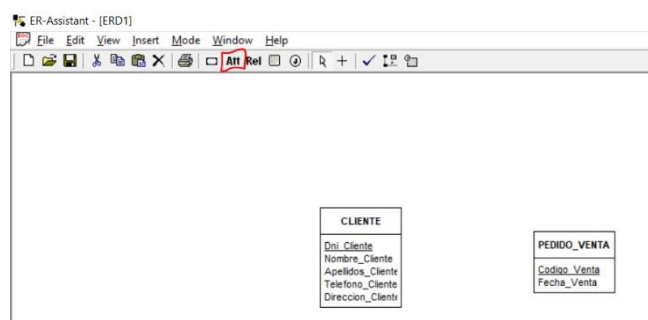 ER-Assistant - [ERD1]
File Edit View Insert Mode Window Help
Att Rel
CLIENTE
Dni_Cliente
Nombre_Cliente
Apellidos_Cliente
Telefono_Cliente
Direccion_Cliente
PEDIDO_VENTA
Codigo_Venta
Fecha_Venta